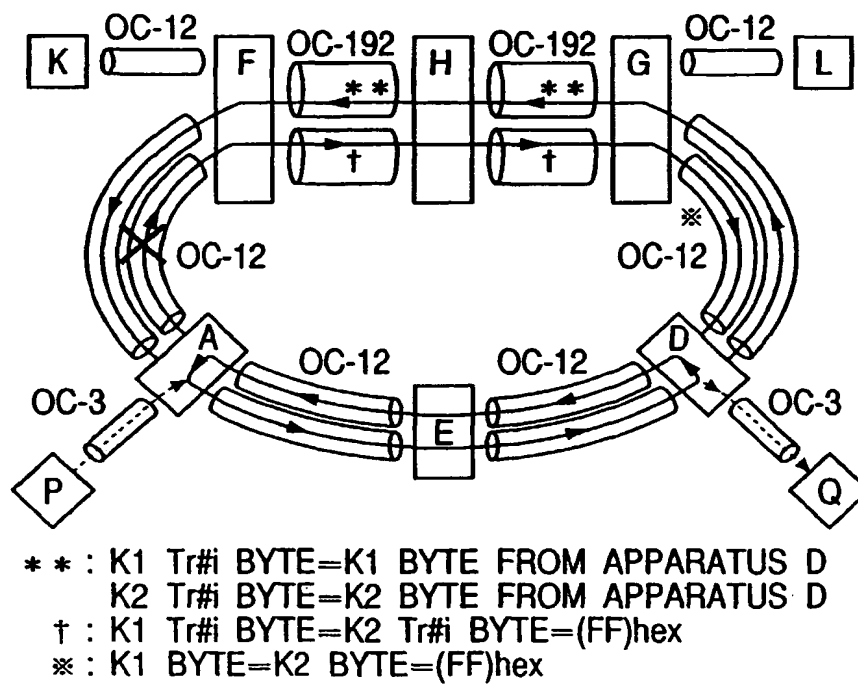 OC-12 OC-192 OC-192 OC-12
K F H G L
** **
† †
※
OC-12 OC-12
A D
OC-12 OC-12
OC-3 E OC-3
P Q
** : K1 Tr#i BYTE=K1 BYTE FROM APPARATUS D
K2 Tr#i BYTE=K2 BYTE FROM APPARATUS D
† : K1 Tr#i BYTE=K2 Tr#i BYTE=(FF)hex
※ : K1 BYTE=K2 BYTE=(FF)hex